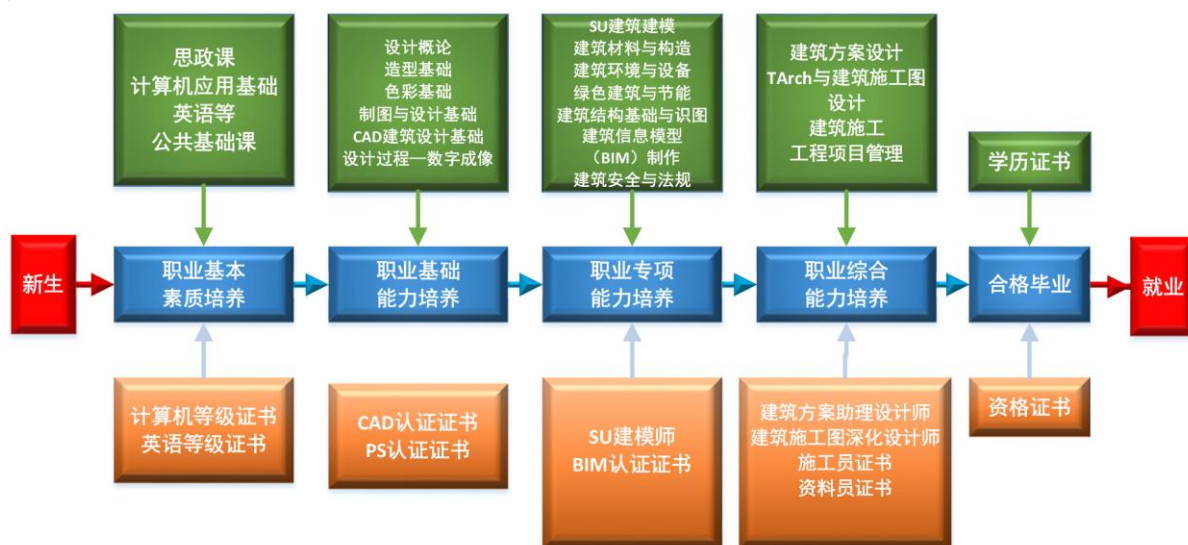 思政课
计算机应用基础
英语等
公共基础课
设计概论
造型基础
色彩基础
制图与设计基础
CAD建筑设计基础
设计过程—数字成像
SU建筑建模
建筑材料与构造
建筑环境与设备
绿色建筑与节能
建筑结构基础与识图
建筑信息模型
（BIM）制作
建筑安全与法规
建筑方案设计
TArch与建筑施工图
设计
建筑施工
工程项目管理
学历证书
新生
职业基本
素质培养
职业基础
能力培养
职业专项
能力培养
职业综合
能力培养
合格毕业
就业
计算机等级证书
英语等级证书
CAD认证证书
PS认证证书
SU建模师
BIM认证证书
建筑方案助理设计师
建筑施工图深化设计师
施工员证书
资料员证书
资格证书